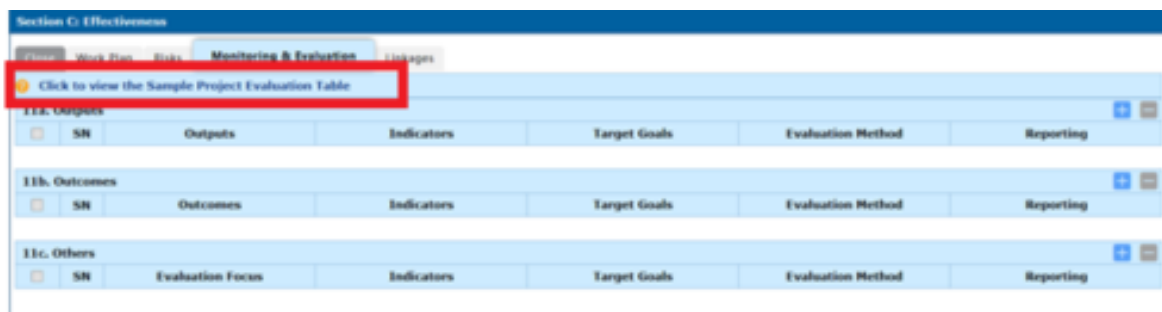 Section C: Effectiveness
Close Work Plan Risks Monitoring & Evaluation Linkages
Click to view the Sample Project Evaluation Table
11a. Outputs
SN Outputs Indicators Target Goals Evaluation Method Reporting
11b. Outcomes
SN Outcomes Indicators Target Goals Evaluation Method Reporting
11c. Others
SN Evaluation Focus Indicators Target Goals Evaluation Method Reporting